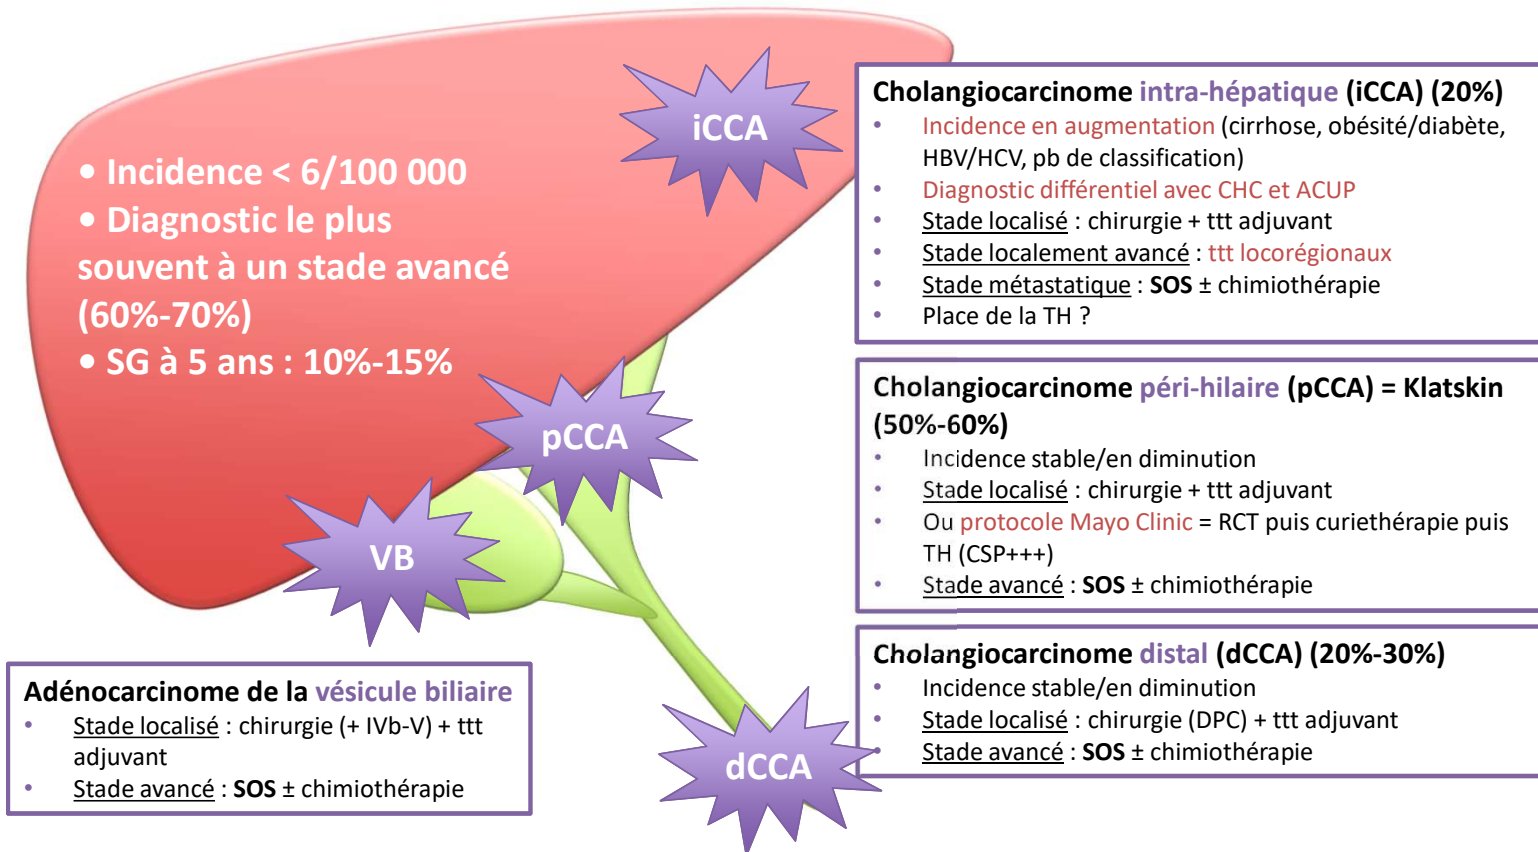 iCCA
• Incidence < 6/100 000
• Diagnostic le plus
souvent à un stade avancé
(60%-70%)
• SG à 5 ans : 10%-15%
pCCA
VB
dCCA
Cholangiocarcinome intra-hépatique (iCCA) (20%)
• Incidence en augmentation (cirrhose, obésité/diabète,
HBV/HCV, pb de classification)
• Diagnostic différentiel avec CHC et ACUP
• Stade localisé : chirurgie + ttt adjuvant
• Stade localement avancé : ttt locorégionaux
• Stade métastatique : SOS ± chimiothérapie
• Place de la TH ?
Cholangiocarcinome péri-hilaire (pCCA) = Klatskin
(50%-60%)
• Incidence stable/en diminution
• Stade localisé : chirurgie + ttt adjuvant
• Ou protocole Mayo Clinic = RCT puis curiethérapie puis
TH (CSP+++)
• Stade avancé : SOS ± chimiothérapie
Cholangiocarcinome distal (dCCA) (20%-30%)
• Incidence stable/en diminution
• Stade localisé : chirurgie (DPC) + ttt adjuvant
• Stade avancé : SOS ± chimiothérapie
Adénocarcinome de la vésicule biliaire
• Stade localisé : chirurgie (+ IVb-V) + ttt
adjuvant
• Stade avancé : SOS ± chimiothérapie